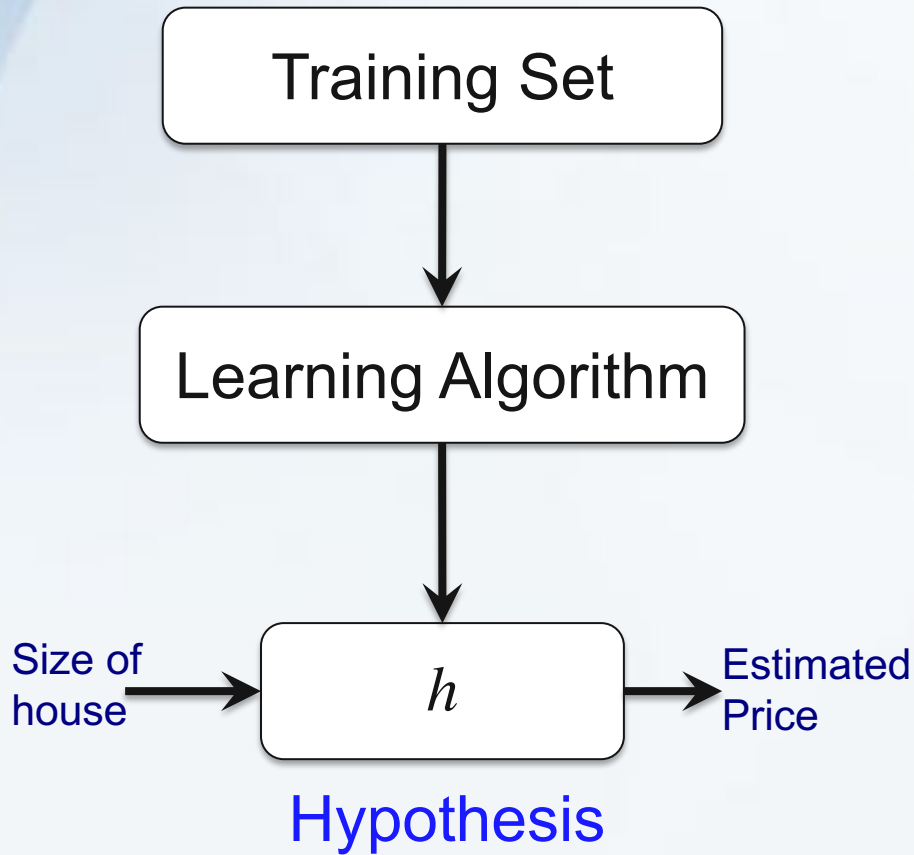 Training Set
Learning Algorithm
Size of
house
h
Estimated
Price
Hypothesis